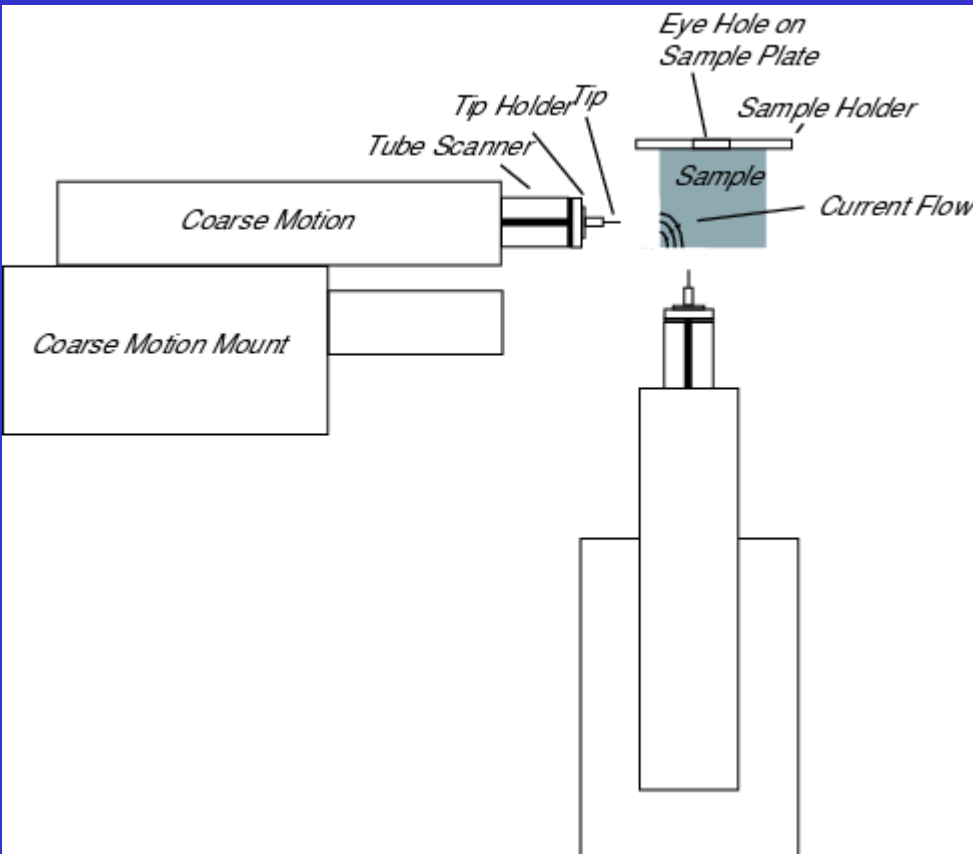 Eye Hole on
Sample Plate
Tip Holder
Tip
Sample Holder
Tube Scanner
Sample
Coarse Motion
Current Flow
Coarse Motion Mount